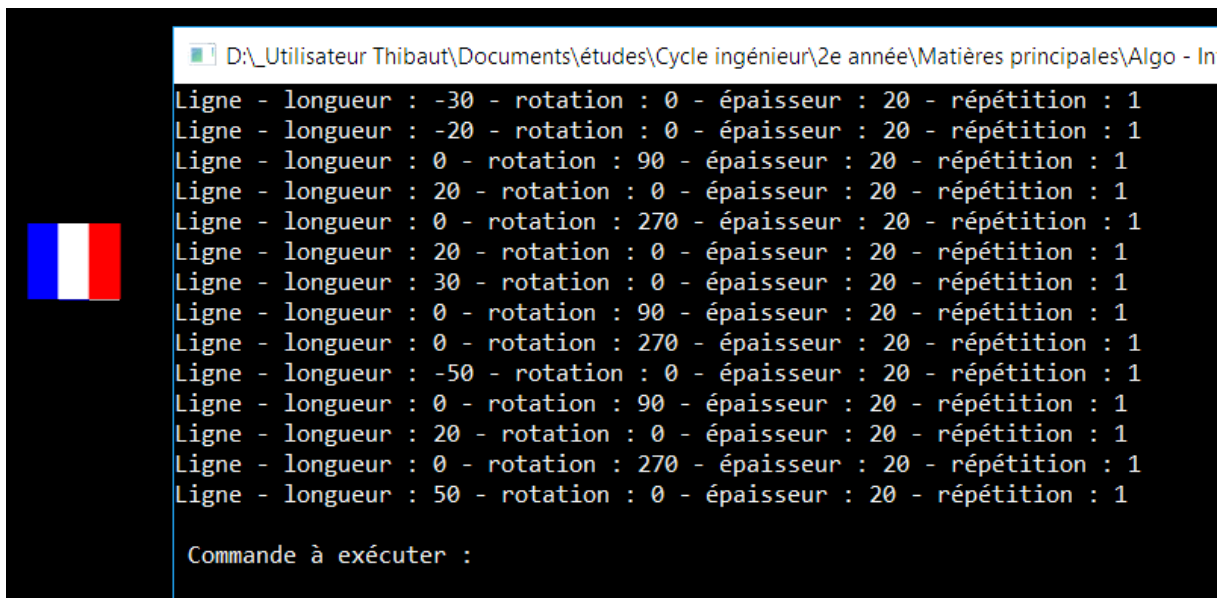 D:\_Utilisateur Thibaut\Documents\études\Cycle ingénieur\2e année\Matières principales\Algo - In
Ligne - longueur : -30 - rotation : 0 - épaisseur : 20 - répétition : 1
Ligne - longueur : -20 - rotation : 0 - épaisseur : 20 - répétition : 1
Ligne - longueur : 0 - rotation : 90 - épaisseur : 20 - répétition : 1
Ligne - longueur : 20 - rotation : 0 - épaisseur : 20 - répétition : 1
Ligne - longueur : 0 - rotation : 270 - épaisseur : 20 - répétition : 1
Ligne - longueur : 20 - rotation : 0 - épaisseur : 20 - répétition : 1
Ligne - longueur : 30 - rotation : 0 - épaisseur : 20 - répétition : 1
Ligne - longueur : 0 - rotation : 90 - épaisseur : 20 - répétition : 1
Ligne - longueur : 0 - rotation : 270 - épaisseur : 20 - répétition : 1
Ligne - longueur : -50 - rotation : 0 - épaisseur : 20 - répétition : 1
Ligne - longueur : 0 - rotation : 90 - épaisseur : 20 - répétition : 1
Ligne - longueur : 20 - rotation : 0 - épaisseur : 20 - répétition : 1
Ligne - longueur : 0 - rotation : 270 - épaisseur : 20 - répétition : 1
Ligne - longueur : 50 - rotation : 0 - épaisseur : 20 - répétition : 1
Commande à exécuter :